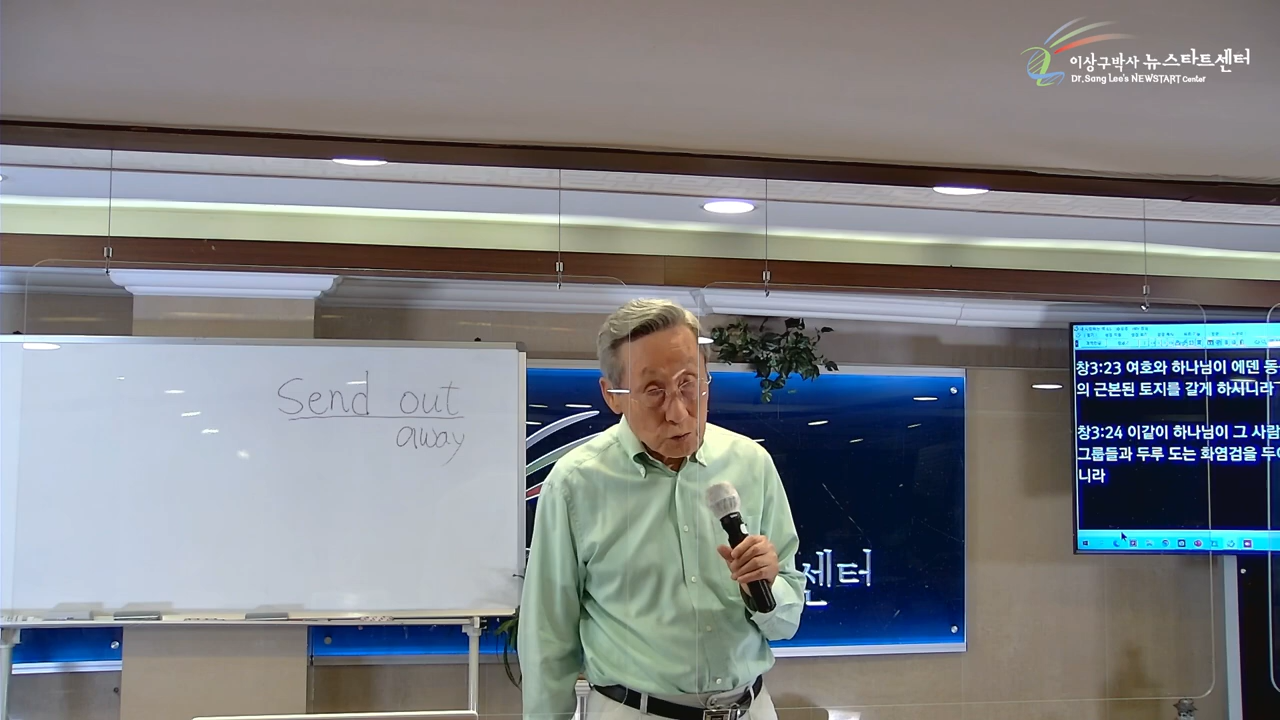 이상구박사 뉴스타트센터
Dr. Sang Lee's NEWSTART Center
Send out
away
창3:23 여호와 하나님이 에덴 동
의 근본된 토지를 갈게 하시니라
창3:24 이같이 하나님이 그 사람
그룹들과 두루 도는 화염검을 두어
니라
센터